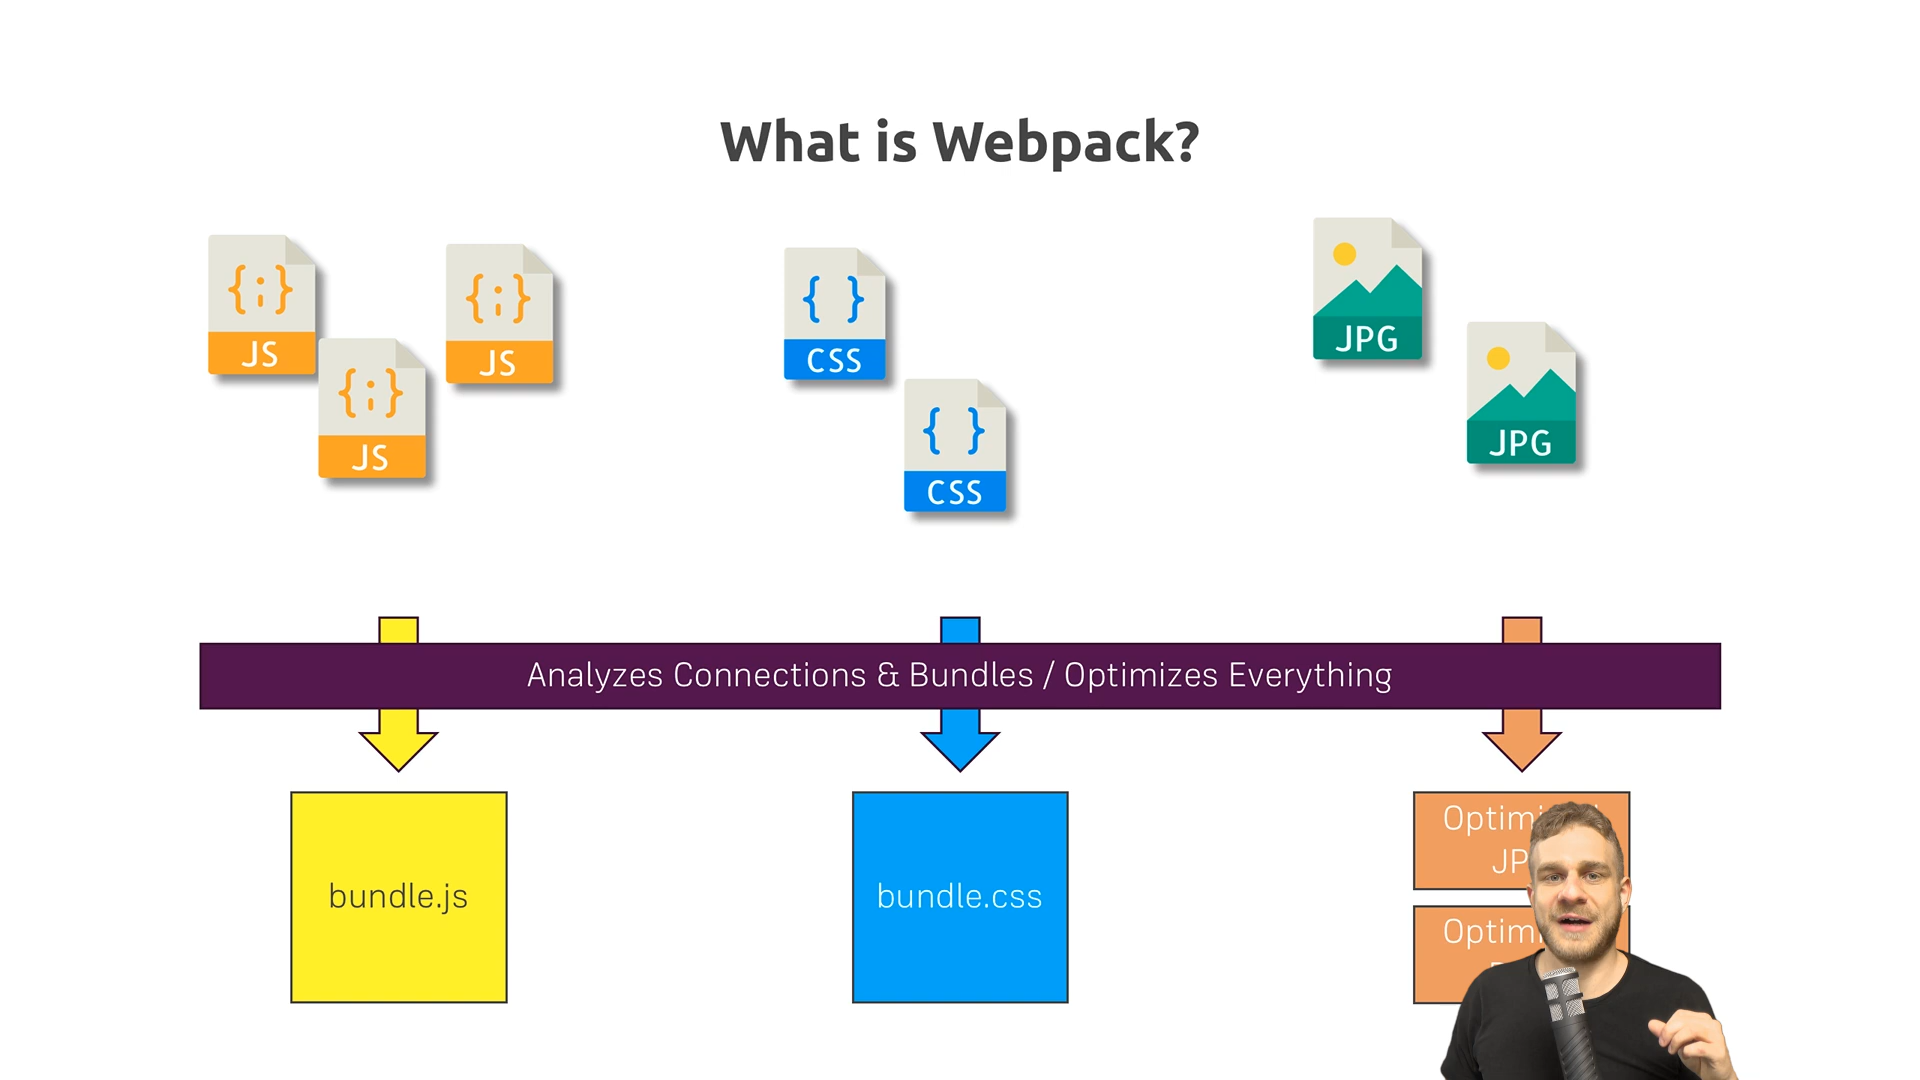 What is Webpack?
JS
JS
JS
CSS
CSS
JPG
JPG
Analyzes Connections & Bundles / Optimizes Everything
bundle.js
bundle.css